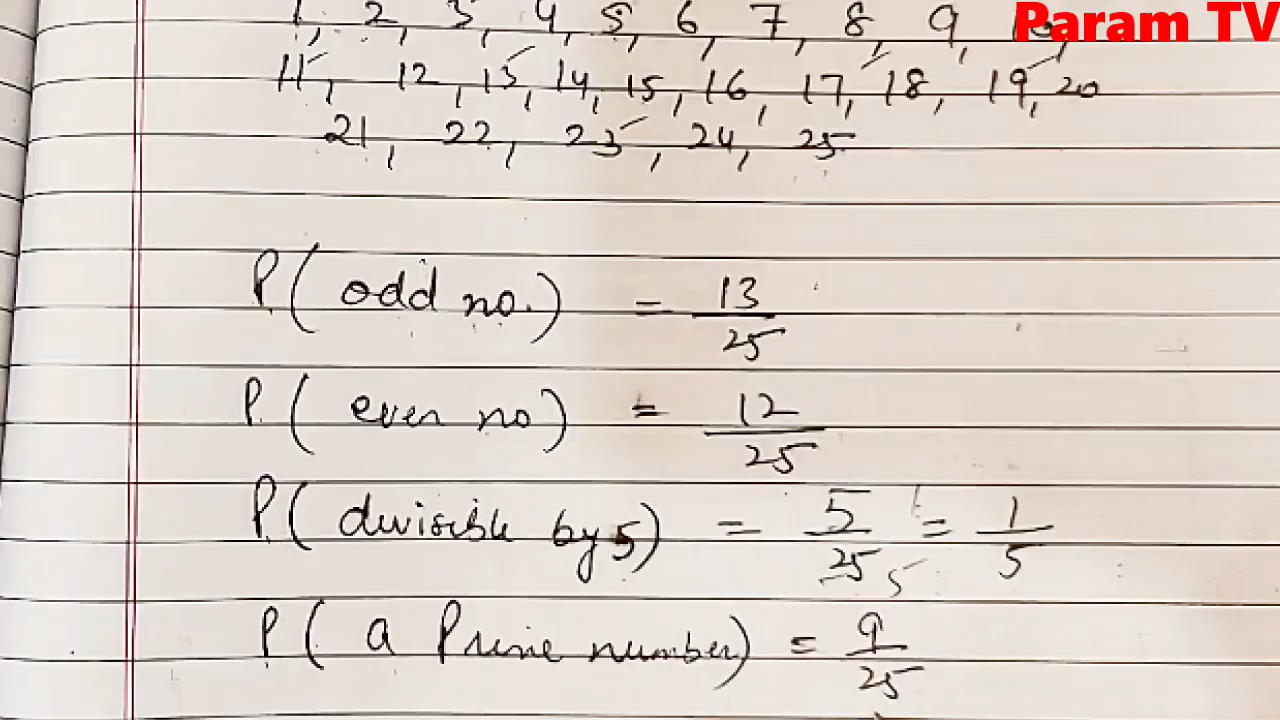 1, 2, 3, 4, 5, 6, 7, 8, 9, 10,
Param TV
11, 12, 13, 14, 15, 16, 17, 18, 19, 20
21, 22, 23, 24, 25
P( odd no.) = 13/25
P( even no) = 12/25
P( divisible by 5) = 5/25 5 = 1/5
P( a Prime number) = 9/25